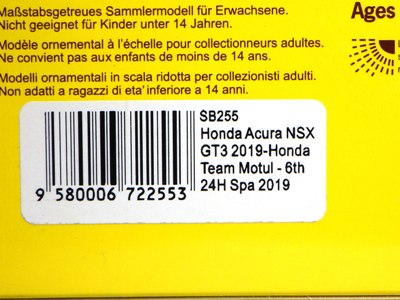 Maßstabsgetreues Sammlermodell für Erwachsene.
Nicht geeignet für Kinder unter 14 Jahren.
Modèle ornemental à l'échelle pour collectionneurs adultes.
Ne convient pas aux enfants de moins de 14 ans.
Modelli ornamentali in scala ridotta per collezionisti adulti.
Non adatti a ragazzi di eta' inferiore a 14 anni.
Ages
SB255
Honda Acura NSX
GT3 2019-Honda
Team Motul - 6th
24H Spa 2019
9 580006 722553